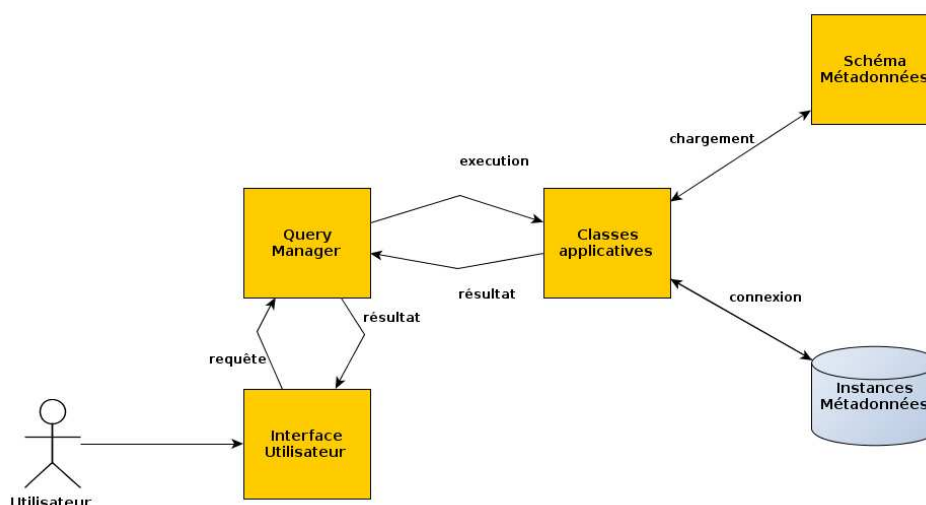 Schéma
Métadonnées
chargement
execution
Query
Manager
Classes
applicatives
résultat
connexion
résultat
requête
Instances
Métadonnées
Interface
Utilisateur
Utilisateur